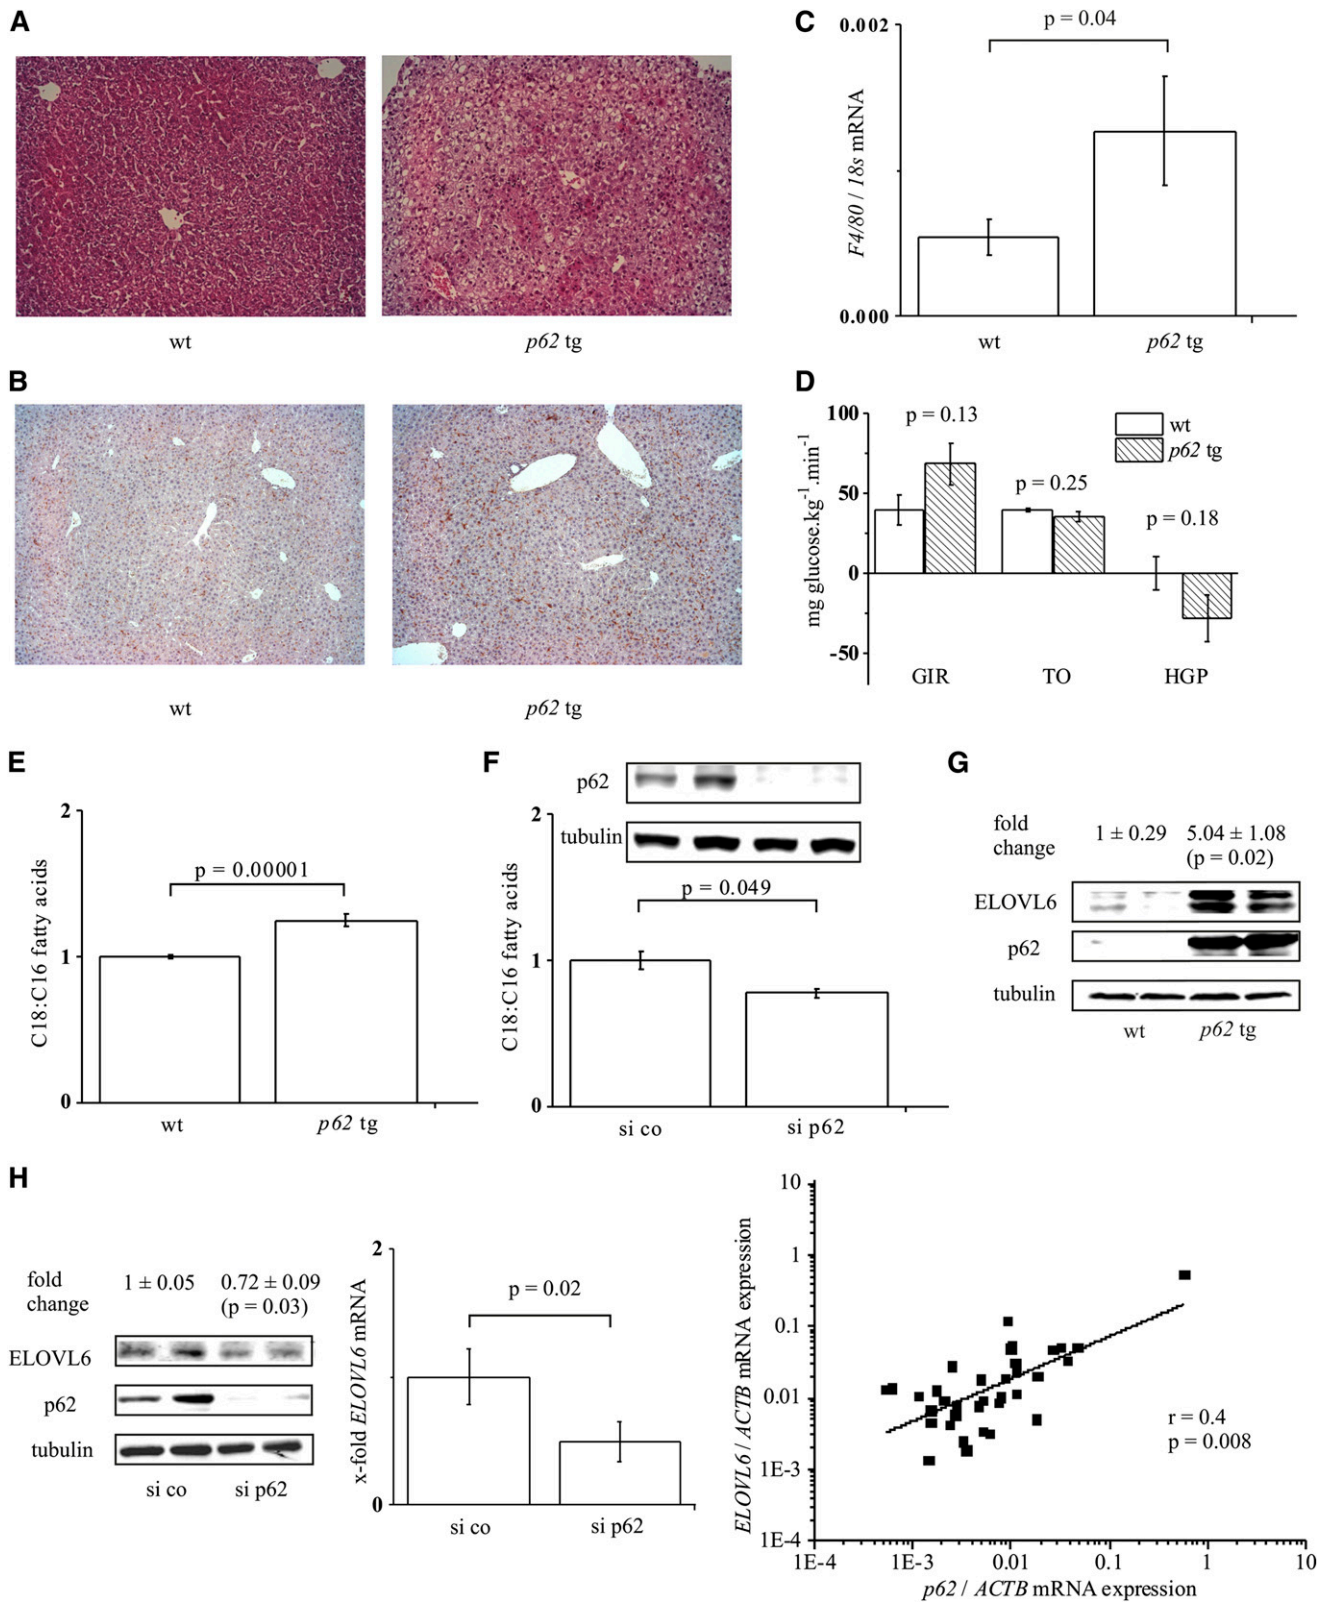 A
wt
p62 tg
B
wt
p62 tg
C
0.002
0.000
F4/80 / 18s mRNA
p = 0.04
wt
p62 tg
D
100
50
0
-50
mg glucose.kg⁻¹.min⁻¹
p = 0.13
p = 0.25
p = 0.18
wt
p62 tg
GIR
TO
HGP
E
2
1
0
C18:C16 fatty acids
p = 0.00001
wt
p62 tg
F
p62
tubulin
2
1
0
C18:C16 fatty acids
p = 0.049
si co
si p62
G
fold change
1 ± 0.29
5.04 ± 1.08
(p = 0.02)
ELOVL6
p62
tubulin
wt
p62 tg
H
fold change
1 ± 0.05
0.72 ± 0.09
(p = 0.03)
ELOVL6
p62
tubulin
si co
si p62
2
0
x-fold ELOVL6 mRNA
p = 0.02
si co
si p62
10
1
0.1
0.01
1E-3
1E-4
ELOVL6 / ACTB mRNA expression
r = 0.4
p = 0.008
1E-4
1E-3
0.01
0.1
1
10
p62 / ACTB mRNA expression